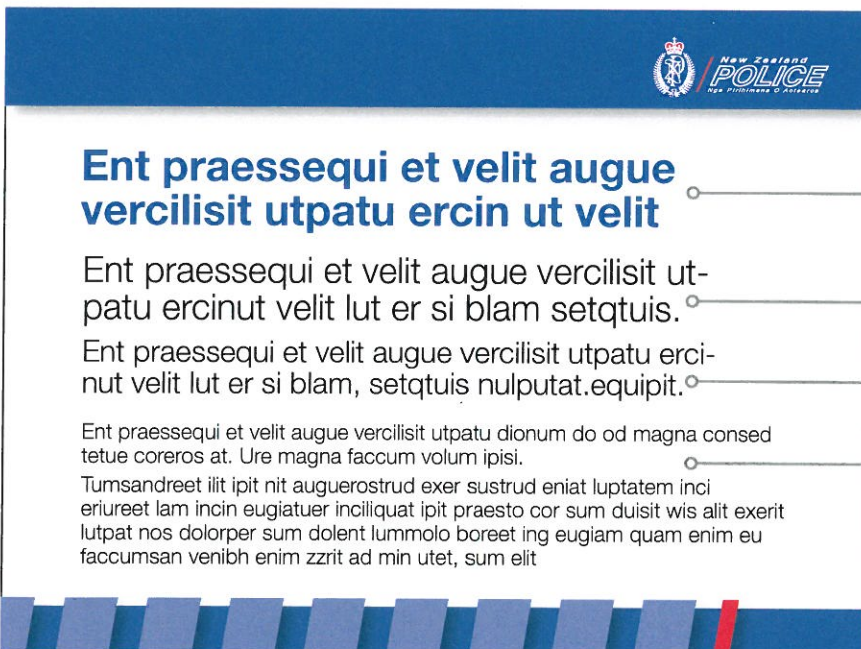 New Zealand
POLICE
Nga Pirihimana O Aotearoa
Ent praessequi et velit augue
vercilisit utpatu ercin ut velit
Ent praessequi et velit augue vercilisit ut-
patu ercinut velit lut er si blam setqtuis.
Ent praessequi et velit augue vercilisit utpatu erci-
nut velit lut er si blam, setqtuis nulputat.equipit.
Ent praessequi et velit augue vercilisit utpatu dionum do od magna consed
tetue coreros at. Ure magna faccum volum ipisi.
Tumsandreet ilit ipit nit auguerostrud exer sustrud eniat luptatem inci
eriureet lam incin eugiatuer inciliquat ipit praesto cor sum duisit wis alit exerit
lutpat nos dolorper sum dolent lummolo boreet ing eugiam quam enim eu
faccumsan venibh enim zzrit ad min utet, sum elit